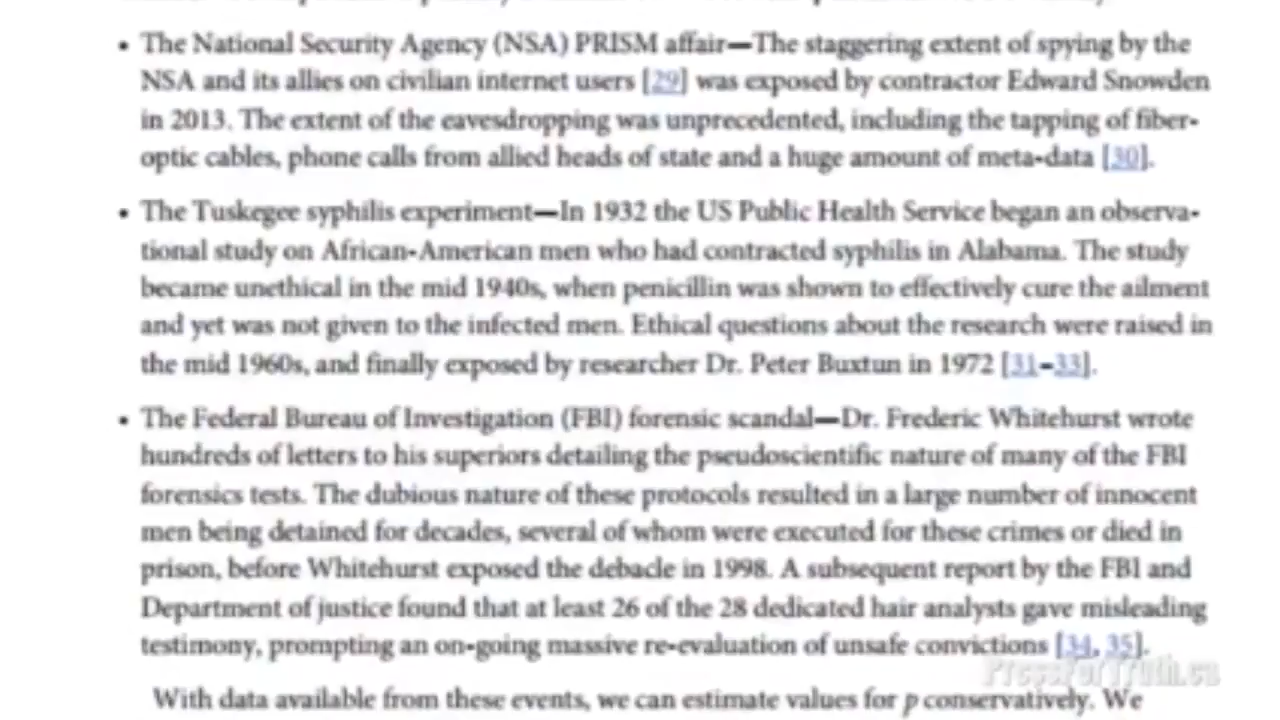 • The National Security Agency (NSA) PRISM affair—The staggering extent of spying by the
NSA and its allies on civilian internet users [29] was exposed by contractor Edward Snowden
in 2013. The extent of the eavesdropping was unprecedented, including the tapping of fiber-
optic cables, phone calls from allied heads of state and a huge amount of meta-data [30].
• The Tuskegee syphilis experiment—In 1932 the US Public Health Service began an observa-
tional study on African-American men who had contracted syphilis in Alabama. The study
became unethical in the mid 1940s, when penicillin was shown to effectively cure the ailment
and yet was not given to the infected men. Ethical questions about the research were raised in
the mid 1960s, and finally exposed by researcher Dr. Peter Buxtun in 1972 [31–33].
• The Federal Bureau of Investigation (FBI) forensic scandal—Dr. Frederic Whitehurst wrote
hundreds of letters to his superiors detailing the pseudoscientific nature of many of the FBI
forensics tests. The dubious nature of these protocols resulted in a large number of innocent
men being detained for decades, several of whom were executed for these crimes or died in
prison, before Whitehurst exposed the debacle in 1998. A subsequent report by the FBI and
Department of justice found that at least 26 of the 28 dedicated hair analysts gave misleading
testimony, prompting an on-going massive re-evaluation of unsafe convictions [34, 35].
PressForTruth.ca
With data available from these events, we can estimate values for p conservatively. We